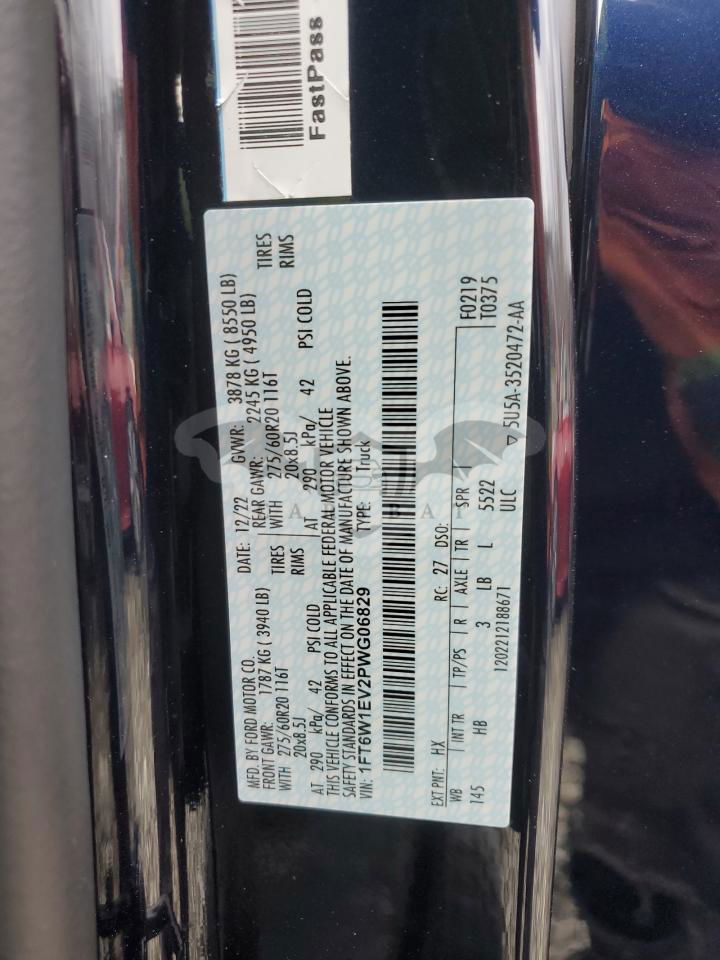 FastPass
MFD. BY FORD MOTOR CO. DATE: 12/22 GVWR: 3878 KG ( 8550 LB)
FRONT GAWR: 1787 KG ( 3940 LB) REAR GAWR: 2245 KG ( 4950 LB)
WITH 275/60R20 116T TIRES WITH 275/60R20 116T TIRES
20x8.5J RIMS 20x8.5J RIMS
AT 290 kPa/ 42 PSI COLD AT 290 kPa/ 42 PSI COLD
THIS VEHICLE CONFORMS TO ALL APPLICABLE FEDERAL MOTOR VEHICLE
SAFETY STANDARDS IN EFFECT ON THE DATE OF MANUFACTURE SHOWN ABOVE.
VIN: 1FT6W1EV2PWG06829 TYPE: Truck
EXT PNT: HX RC: 27 DSO: F0219
WB INT TR TP/PS R AXLE TR SPR T0375
145 HB 3 LB L 5522
1202212188671 ULC ▽5U5A-3520472-AA